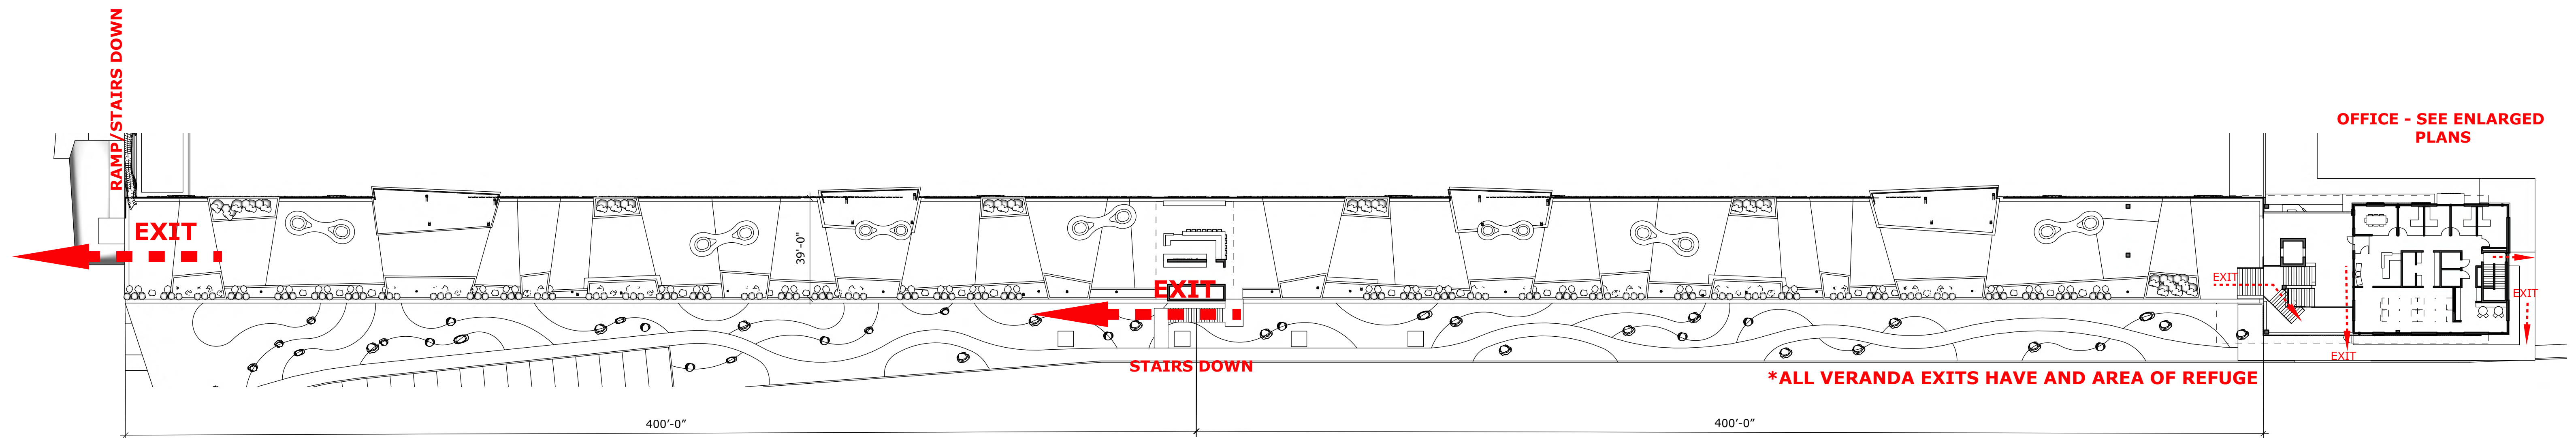 RAMP/STAIRS DOWN
OFFICE - SEE ENLARGED
PLANS
EXIT
39'-0"
EXIT
EXIT
EXIT
EXIT
STAIRS DOWN
*ALL VERANDA EXITS HAVE AND AREA OF REFUGE
400'-0"
400'-0"